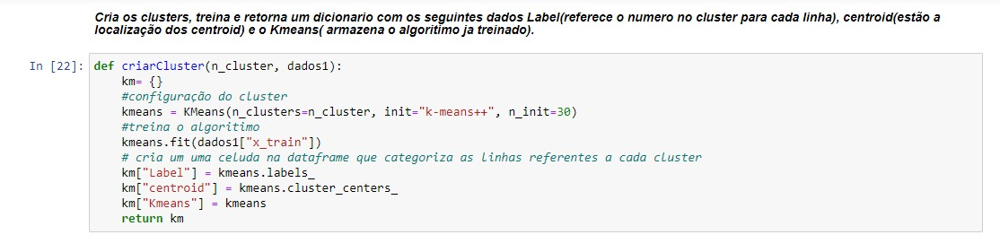 Cria os clusters, treina e retorna um dicionario com os seguintes dados Label(referece o numero no cluster para cada linha), centroid(estão a
localização dos centroid) e o Kmeans( armazena o algoritimo ja treinado).
In [22]: def criarCluster(n_cluster, dados1):
    km= {}
    #configuração do cluster
    kmeans = KMeans(n_clusters=n_cluster, init="k-means++", n_init=30)
    #treina o algoritimo
    kmeans.fit(dados1["x_train"])
    # cria um uma celuda na dataframe que categoriza as linhas referentes a cada cluster
    km["Label"] = kmeans.labels_
    km["centroid"] = kmeans.cluster_centers_
    km["Kmeans"] = kmeans
    return km